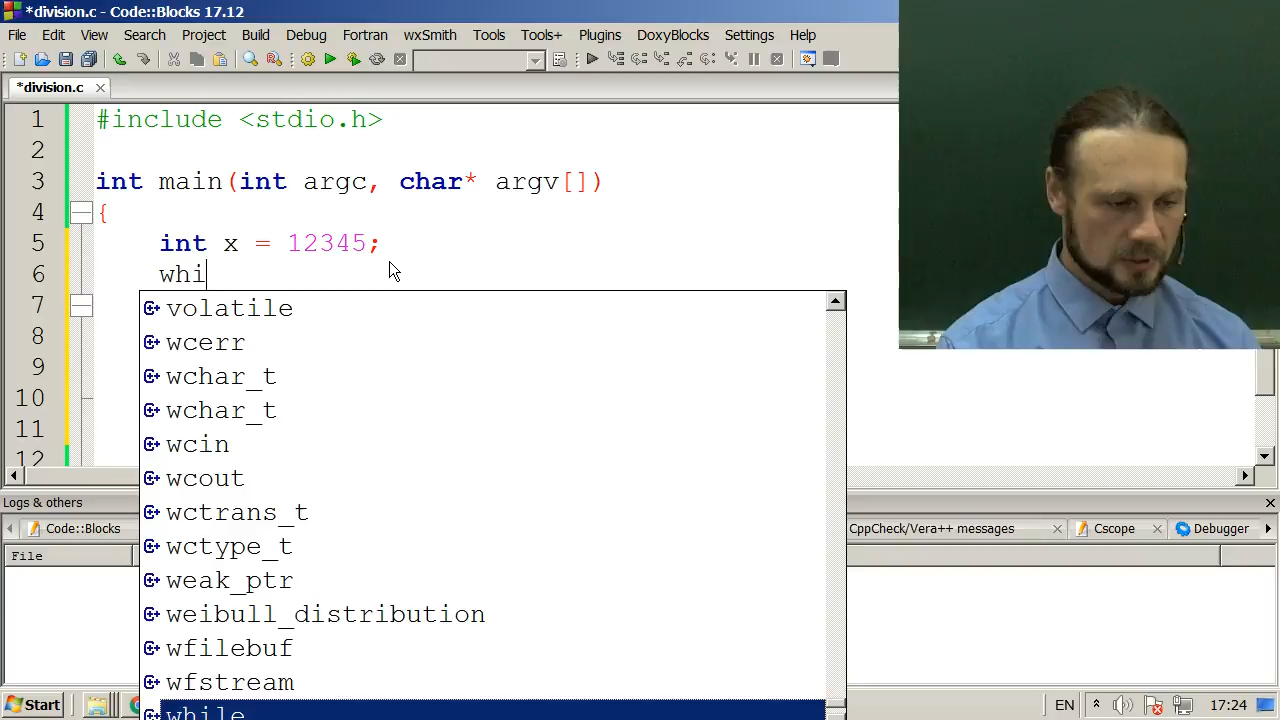 *division.c - Code::Blocks 17.12
File Edit View Search Project Build Debug Fortran wxSmith Tools Tools+ Plugins DoxyBlocks Settings Help
*division.c
1 #include <stdio.h>
2
3 int main(int argc, char* argv[])
4 {
5 int x = 12345;
6 whi
7
8
9
10
11
12
volatile
wcerr
wchar_t
wchar_t
wcin
wcout
wctrans_t
wctype_t
weak_ptr
weibull_distribution
wfilebuf
wfstream
while
Logs & others
Code::Blocks CppCheck/Vera++ messages Cscope Debugger
File
Start EN 17:24